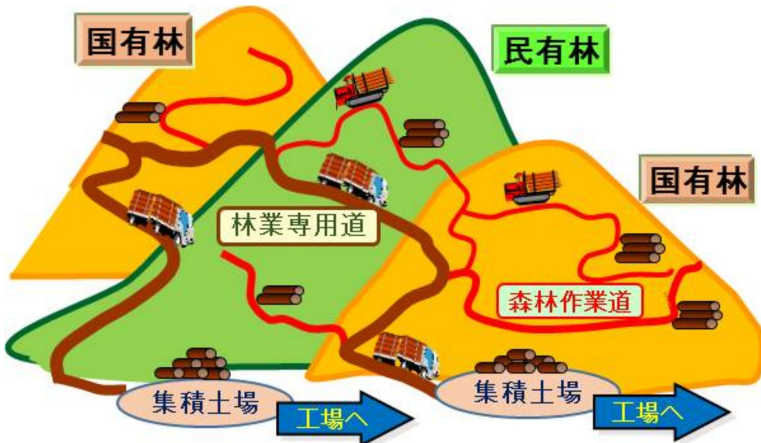 国有林
民有林
国有林
林業専用道
森林作業道
集積土場
工場へ
集積土場
工場へ